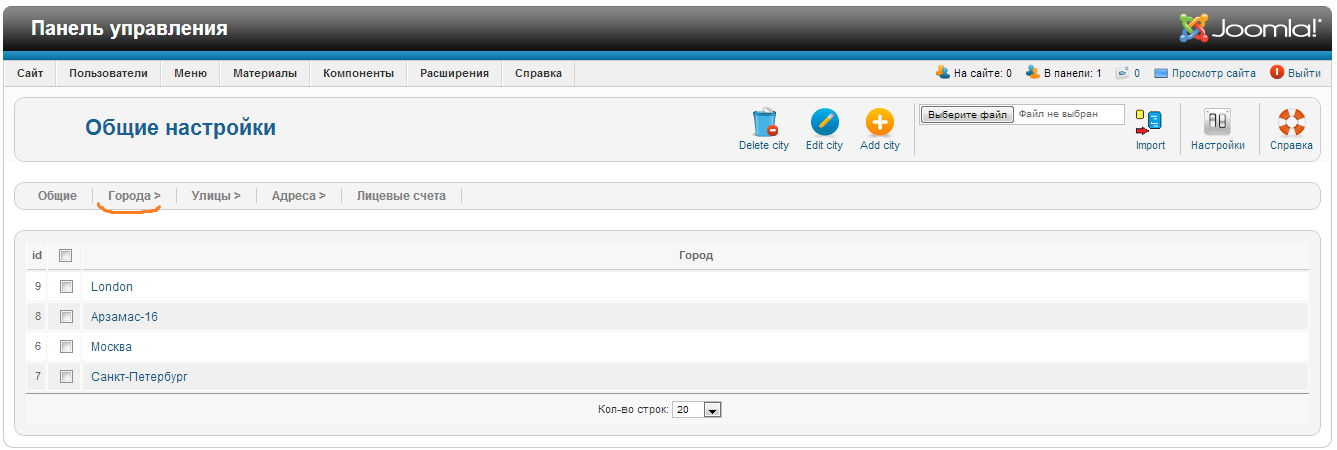 Панель управления Joomla!®
Сайт Пользователи Меню Материалы Компоненты Расширения Справка На сайте: 0 В панели: 1 0 Просмотр сайта Выйти
Общие настройки Delete city Edit city Add city Выберите файл Файл не выбран Import Настройки Справка
Общие Города > Улицы > Адреса > Лицевые счета
id Город
9 London
8 Арзамас-16
6 Москва
7 Санкт-Петербург
Кол-во строк: 20